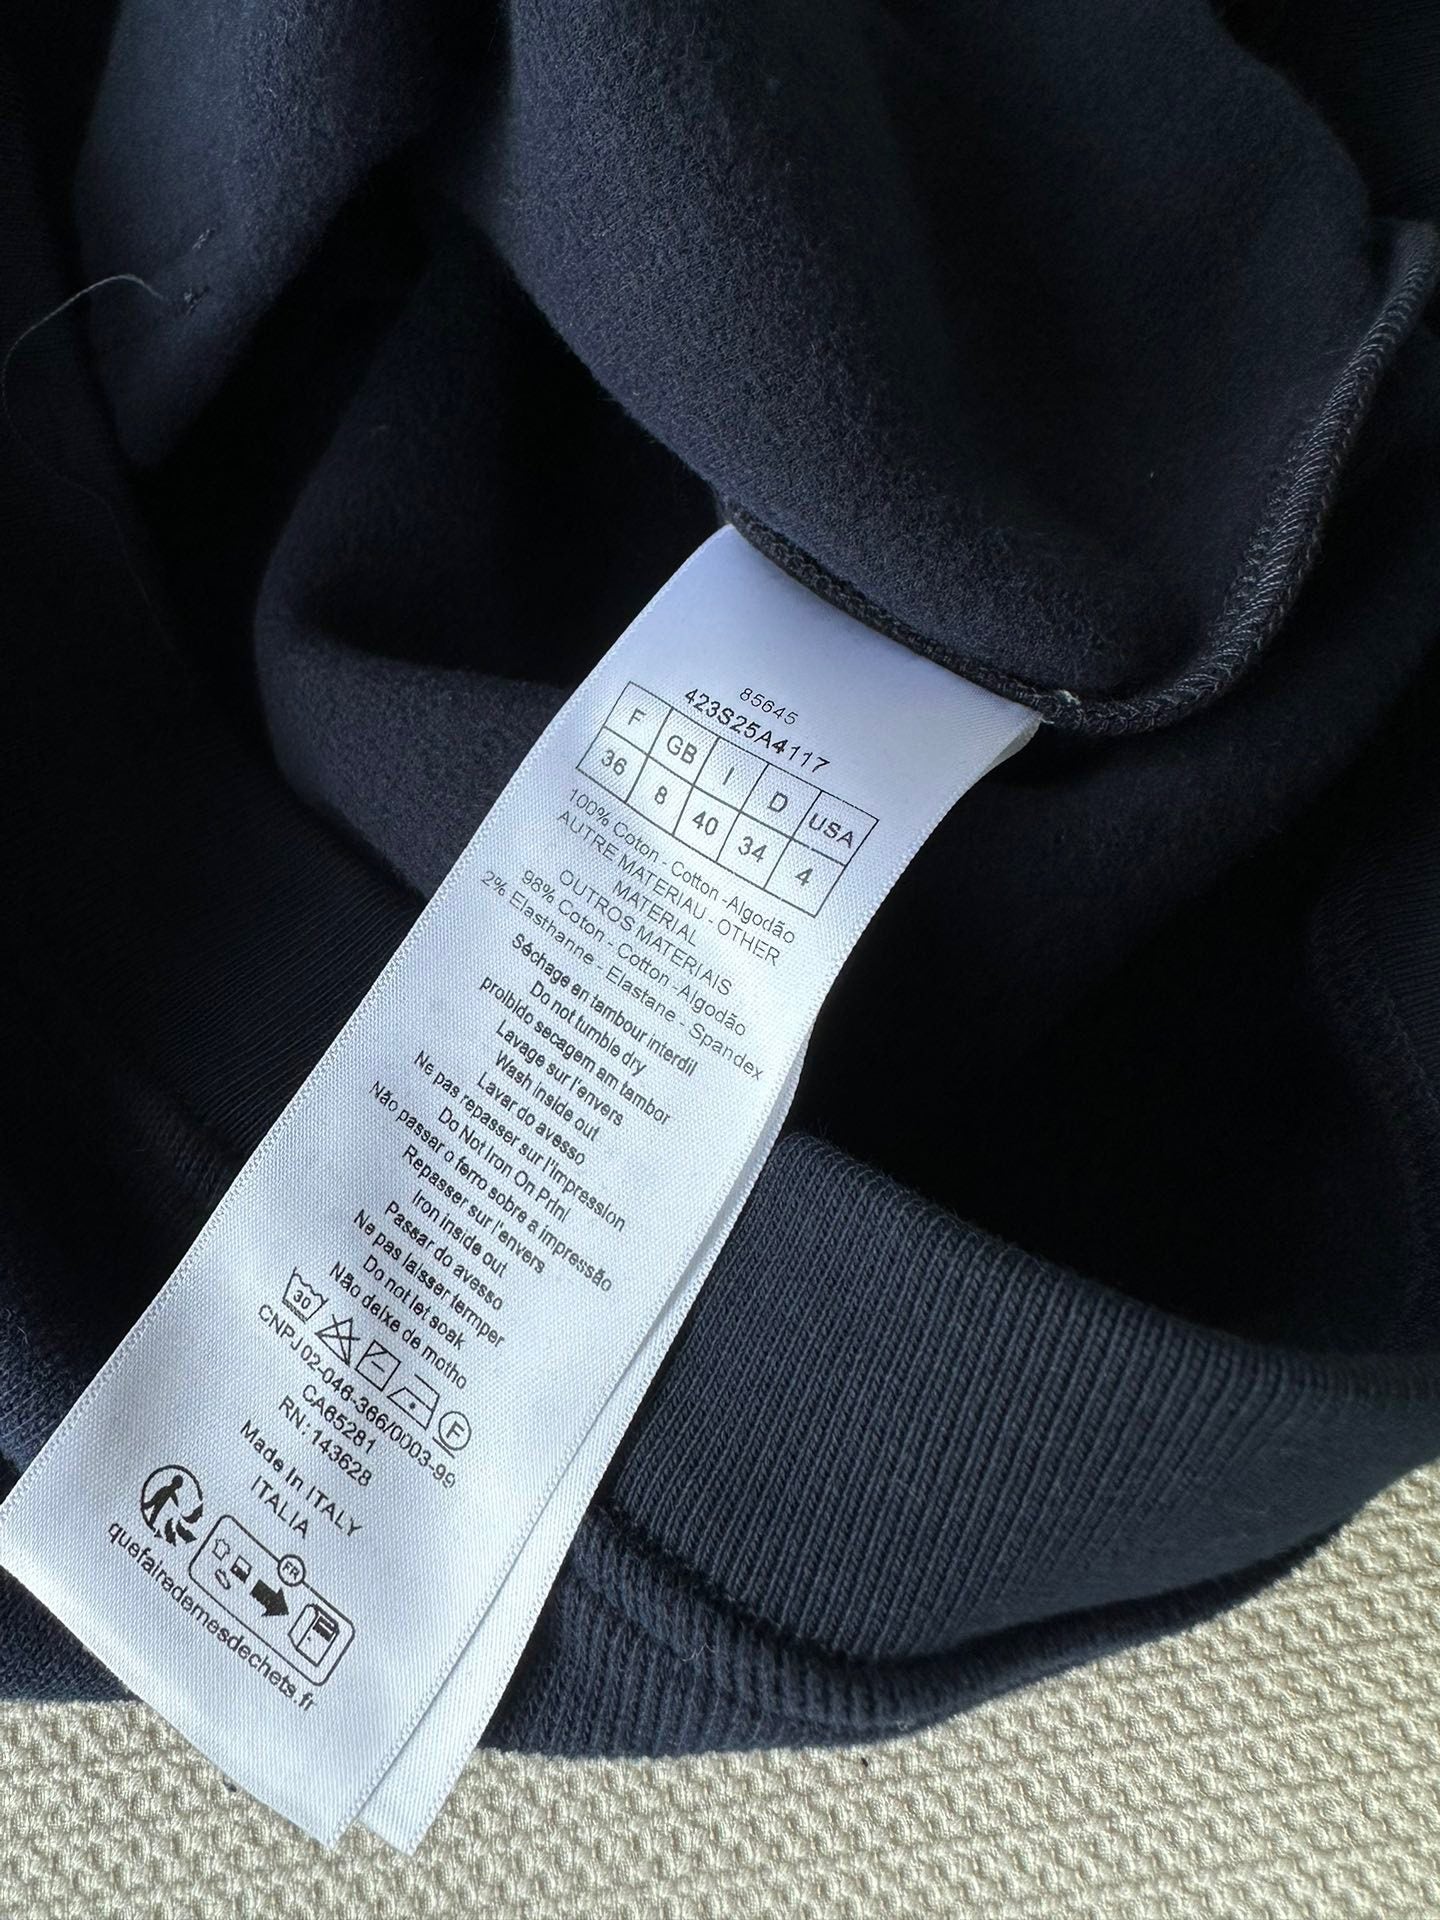 85645
423S25A4117
F GB I D USA
36 8 40 34 4
100% Coton - Cotton -Algodão
AUTRE MATERIAU - OTHER
MATERIAL
OUTROS MATERIAIS
98% Coton - Cotton -Algodão
2% Elasthanne - Elastane - Spandex
Séchage en tambour interdil
Do not tumble dry
proibido secagem am tambor
Lavage sur l'envers
Wash inside out
Lavar do avesso
Ne pas repasser sur l'impression
Do Not Iron On Prinl
Não passar o ferro sobre a impressão
Repasser sur l'envers
Iron inside out
Passar do avesso
Ne pas laisser fermper
Do not let soak
Não deixe de motho
30
F
CNPJ 02-046-366/0003-99
CA65281
RN: 143628
Made In ITALY
ITALIA
FR
quefairedemesdechets.fr